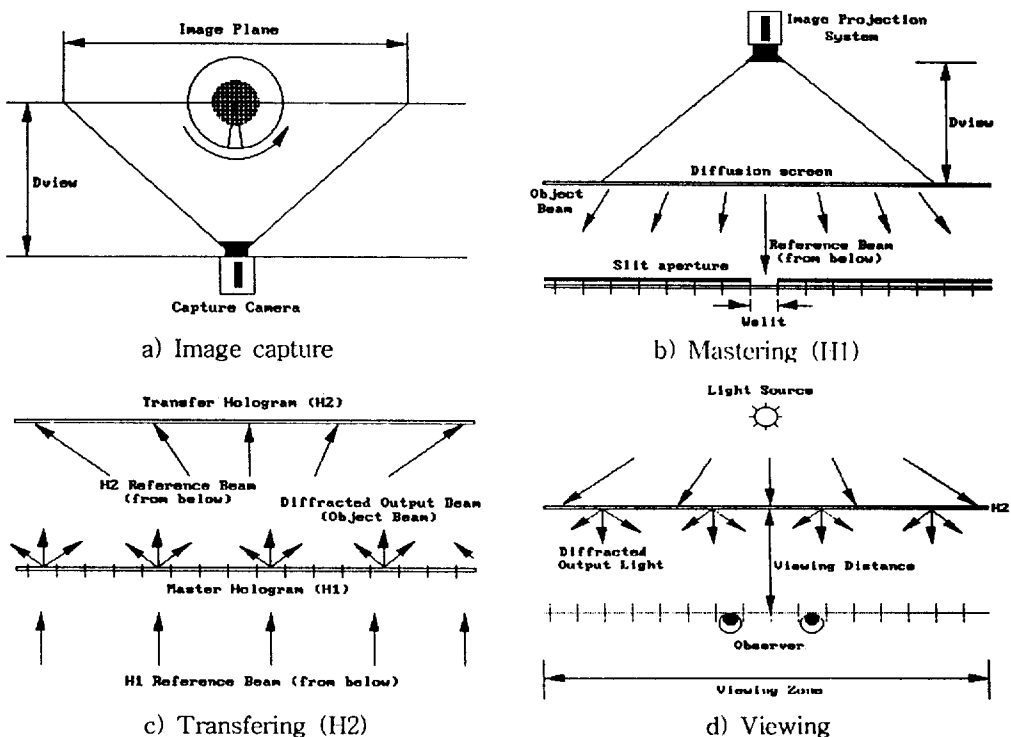 Image Plane
Dview
Capture Camera
a) Image capture
Image Projection
System
Dview
Diffusion screen
Object
Beam
Reference Beam
(from below)
Slit aperture
Wslit
b) Mastering (H1)
Transfer Hologram (H2)
H2 Reference Beam
(from below)
Diffracted Output Beam
(Object Beam)
Master Hologram (H1)
H1 Reference Beam (from below)
c) Transfering (H2)
Light Source
H2
Diffracted
Output Light
Viewing Distance
Observer
Viewing Zone
d) Viewing